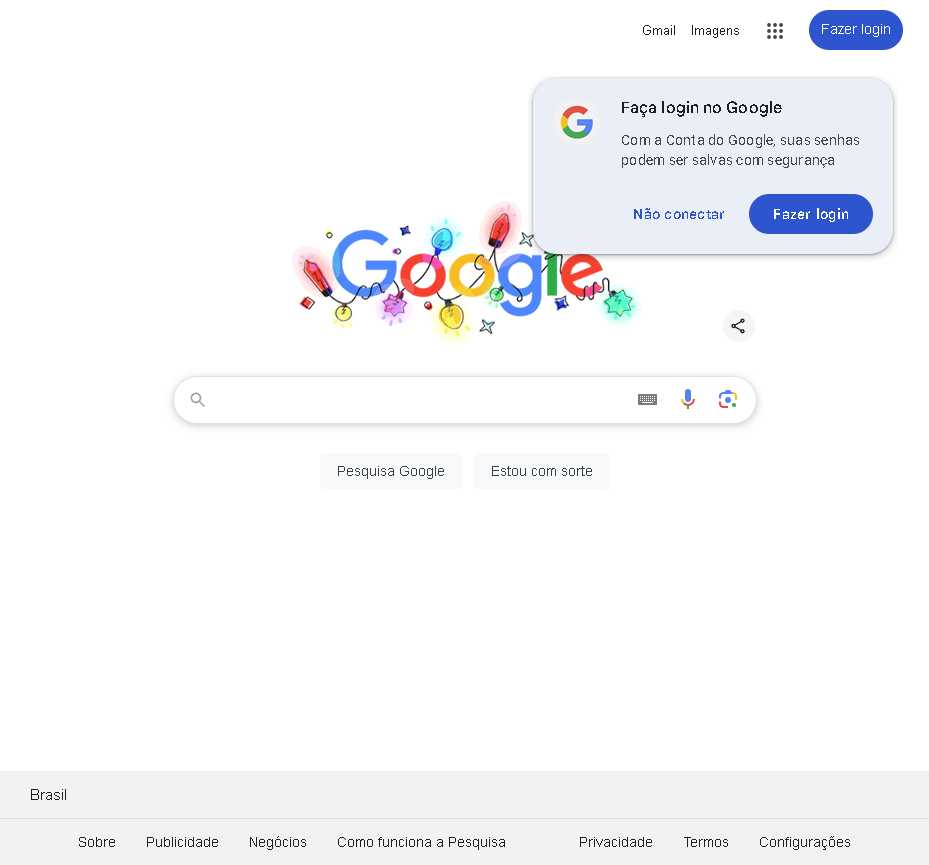 Gmail Imagens Fazer login
Faça login no Google
Com a Conta do Google, suas senhas
podem ser salvas com segurança
Não conectar Fazer login
Google
Pesquisa Google Estou com sorte
Brasil
Sobre Publicidade Negócios Como funciona a Pesquisa Privacidade Termos Configurações